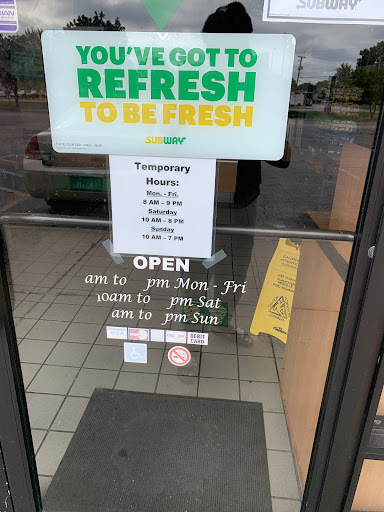 SUBWAY
YOU'VE GOT TO
REFRESH
TO BE FRESH
SUBWAY
Temporary
Hours:
Mon. - Fri.
8 AM – 9 PM
Saturday
10 AM – 8 PM
Sunday
10 AM – 7 PM
OPEN
am to pm Mon - Fri
10am to pm Sat
am to pm Sun
DEBIT
CARD